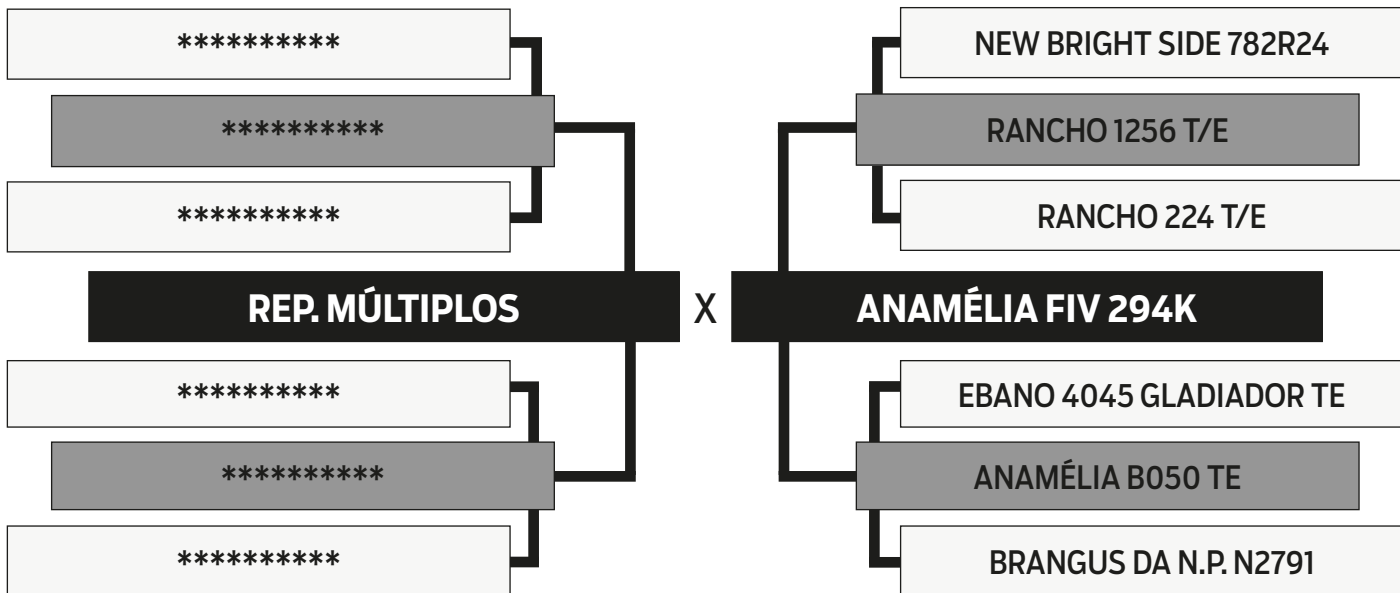 **********
**********
**********
REP. MÚLTIPLOS
**********
**********
**********
X
NEW BRIGHT SIDE 782R24
RANCHO 1256 T/E
RANCHO 224 T/E
ANAMÉLIA FIV 294K
EBANO 4045 GLADIADOR TE
ANAMÉLIA B050 TE
BRANGUS DA N.P. N2791